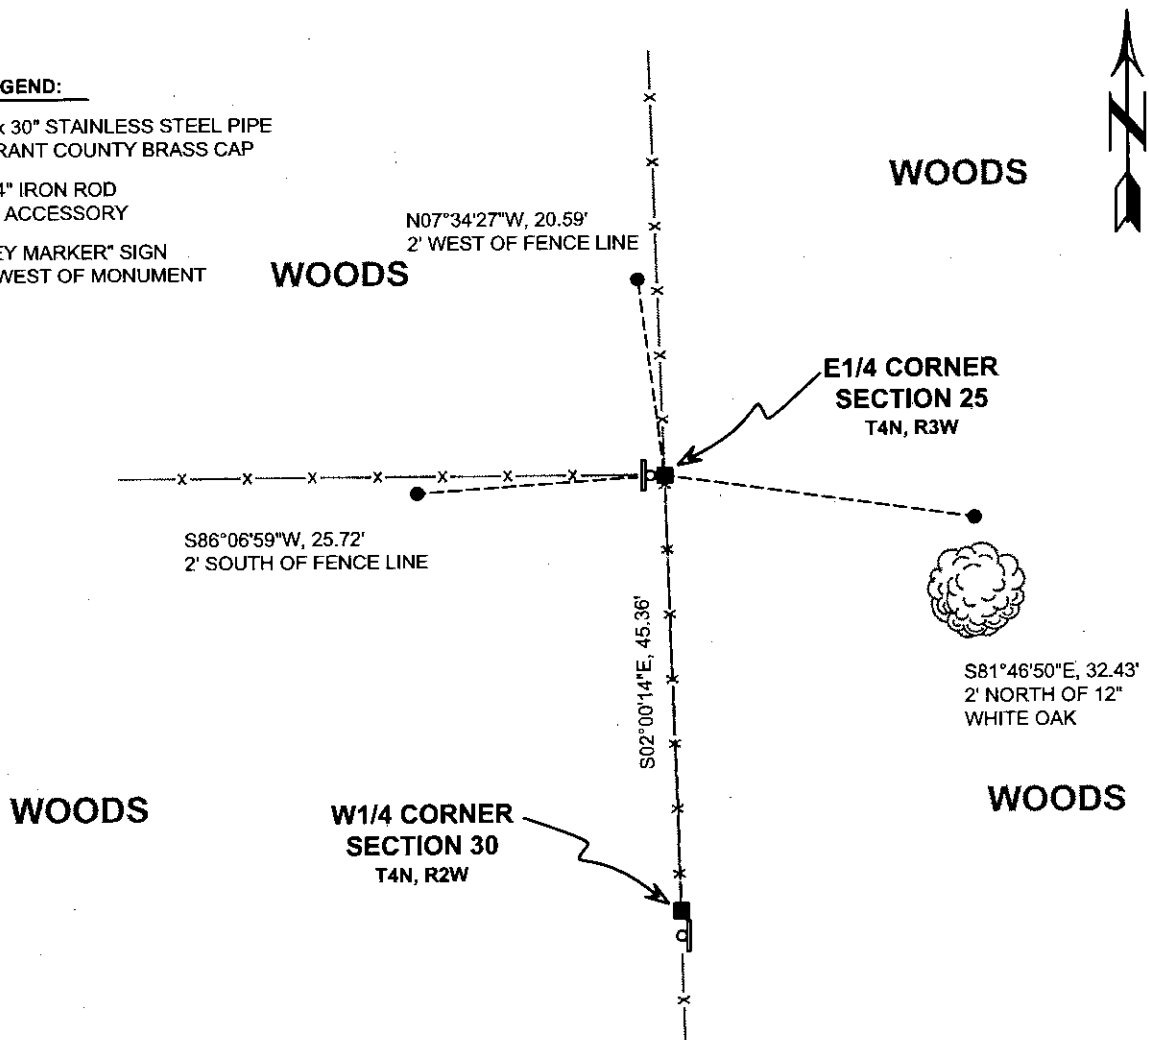 GEND:
x 30" STAINLESS STEEL PIPE
RANT COUNTY BRASS CAP
4" IRON ROD
ACCESSORY
EY MARKER" SIGN
WEST OF MONUMENT
WOODS
N07°34'27"W, 20.59'
2' WEST OF FENCE LINE
WOODS
N
E1/4 CORNER
SECTION 25
T4N, R3W
S86°06'59"W, 25.72'
2' SOUTH OF FENCE LINE
S02°00'14"E, 45.36'
S81°46'50"E, 32.43'
2' NORTH OF 12"
WHITE OAK
WOODS
W1/4 CORNER
SECTION 30
T4N, R2W
WOODS